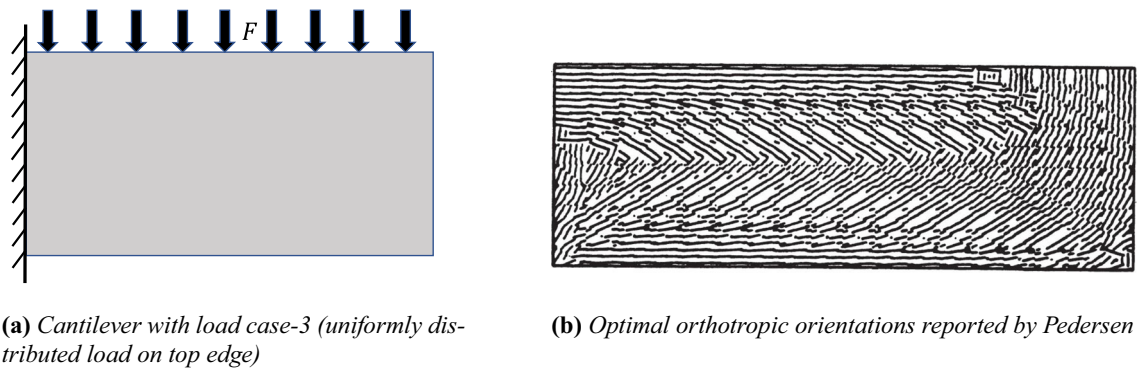 F
(a) Cantilever with load case-3 (uniformly dis-
tributed load on top edge)
(b) Optimal orthotropic orientations reported by Pedersen